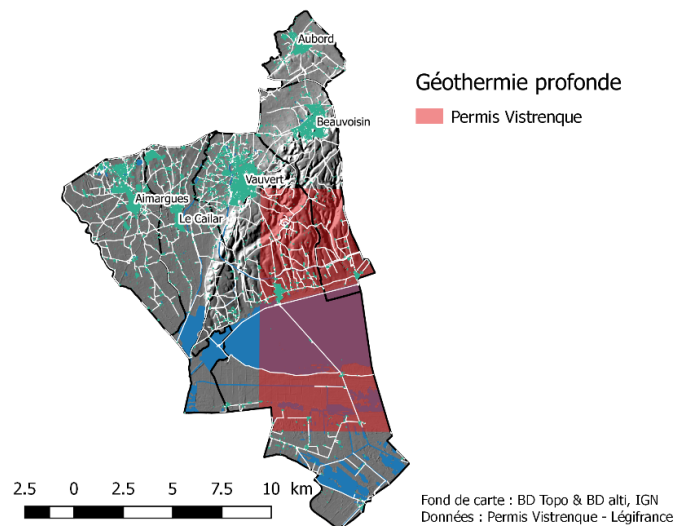 Aubord
Géothermie profonde
Permis Vistrenque
Beauvoisin
Vauvert
Aimargues
Le Cailar
2.5 0 2.5 5 7.5 10 km
Fond de carte : BD Topo & BD alti, IGN
Données : Permis Vistrenque - Légifrance